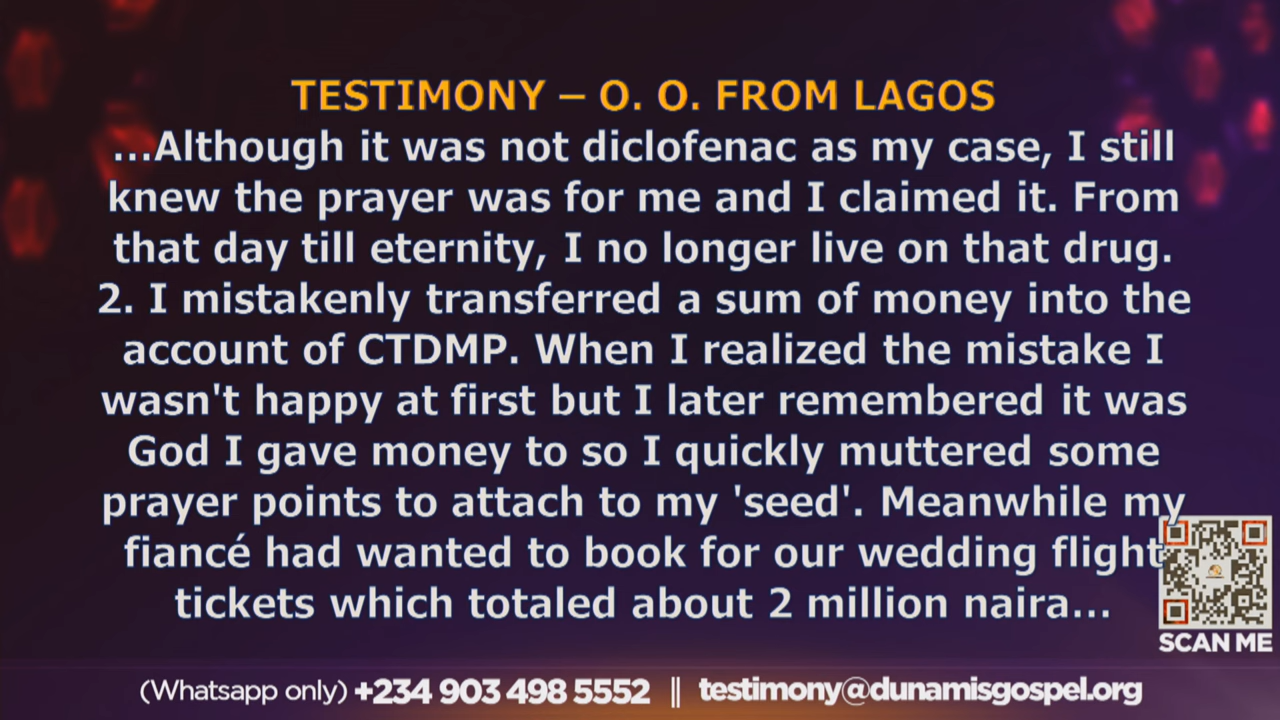 TESTIMONY – O. O. FROM LAGOS
...Although it was not diclofenac as my case, I still
knew the prayer was for me and I claimed it. From
that day till eternity, I no longer live on that drug.
2. I mistakenly transferred a sum of money into the
account of CTDMP. When I realized the mistake I
wasn't happy at first but I later remembered it was
God I gave money to so I quickly muttered some
prayer points to attach to my 'seed'. Meanwhile my
fiancé had wanted to book for our wedding flight
tickets which totaled about 2 million naira...
SCAN ME
(Whatsapp only) +234 903 498 5552 || testimony@dunamisgospel.org